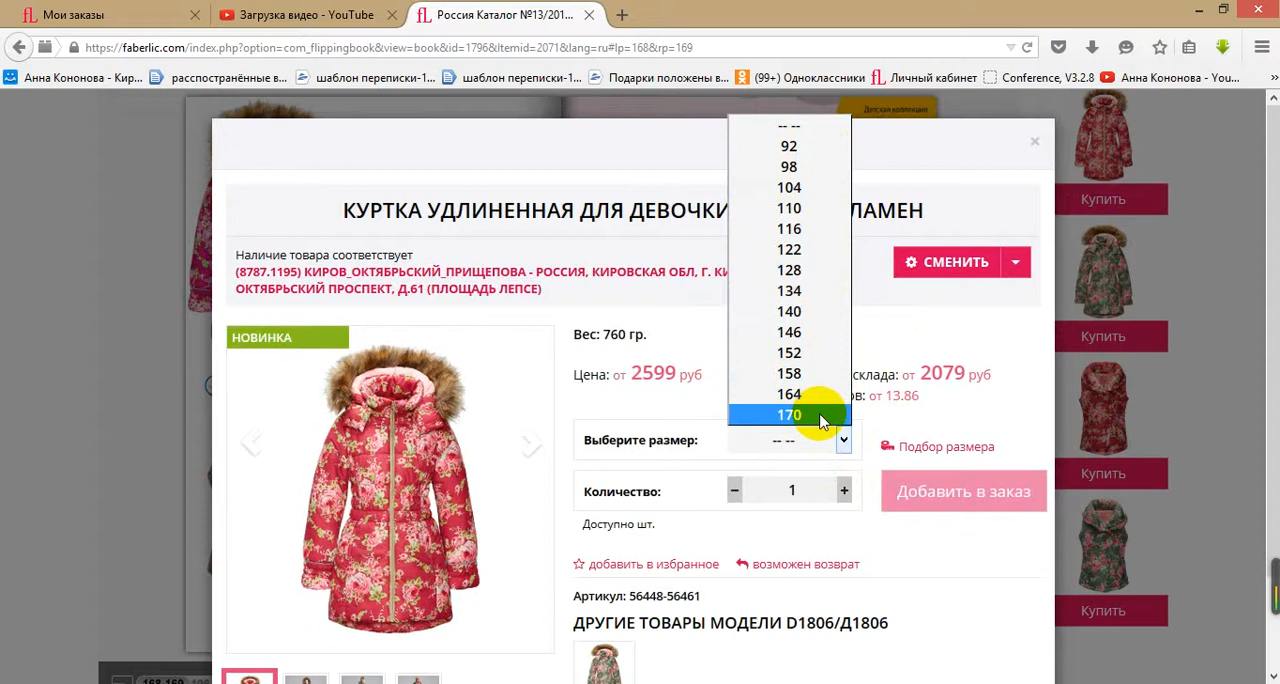 Мои заказы
Загрузка видео - YouTube
Россия Каталог №13/201...
https://faberlic.com/index.php?option=com_flippingbook&view=book&id=1796&Itemid=2071&lang=ru#lp=168&rp=169
Анна Кононова - Кир...
распостранённые в...
шаблон переписки-1...
шаблон переписки-1...
Подарки положены в...
(99+) Одноклассники
Личный кабинет
Conference, V3.2.8
Анна Кононова - You...
Детская коллекция
КУРТКА УДЛИНЕННАЯ ДЛЯ ДЕВОЧКИ ЛАМЕН
Наличие товара соответствует
(8787.1195) КИРОВ_ОКТЯБРЬСКИЙ_ПРИЩЕПОВА - РОССИЯ, КИРОВСКАЯ ОБЛ, Г. КИ
ОКТЯБРЬСКИЙ ПРОСПЕКТ, Д.61 (ПЛОЩАДЬ ЛЕПСЕ)
СМЕНИТЬ
-- --
92
98
104
110
116
122
128
134
140
146
152
158
164
170
НОВИНКА
Вес: 760 гр.
Цена: от 2599 руб
склада: от 2079 руб
ов: от 13.86
Выберите размер:
-- --
Подбор размера
Количество:
− 1 +
Добавить в заказ
Доступно шт.
добавить в избранное
возможен возврат
Артикул: 56448-56461
ДРУГИЕ ТОВАРЫ МОДЕЛИ D1806/Д1806
Купить
Купить
Купить
Купить
168-169